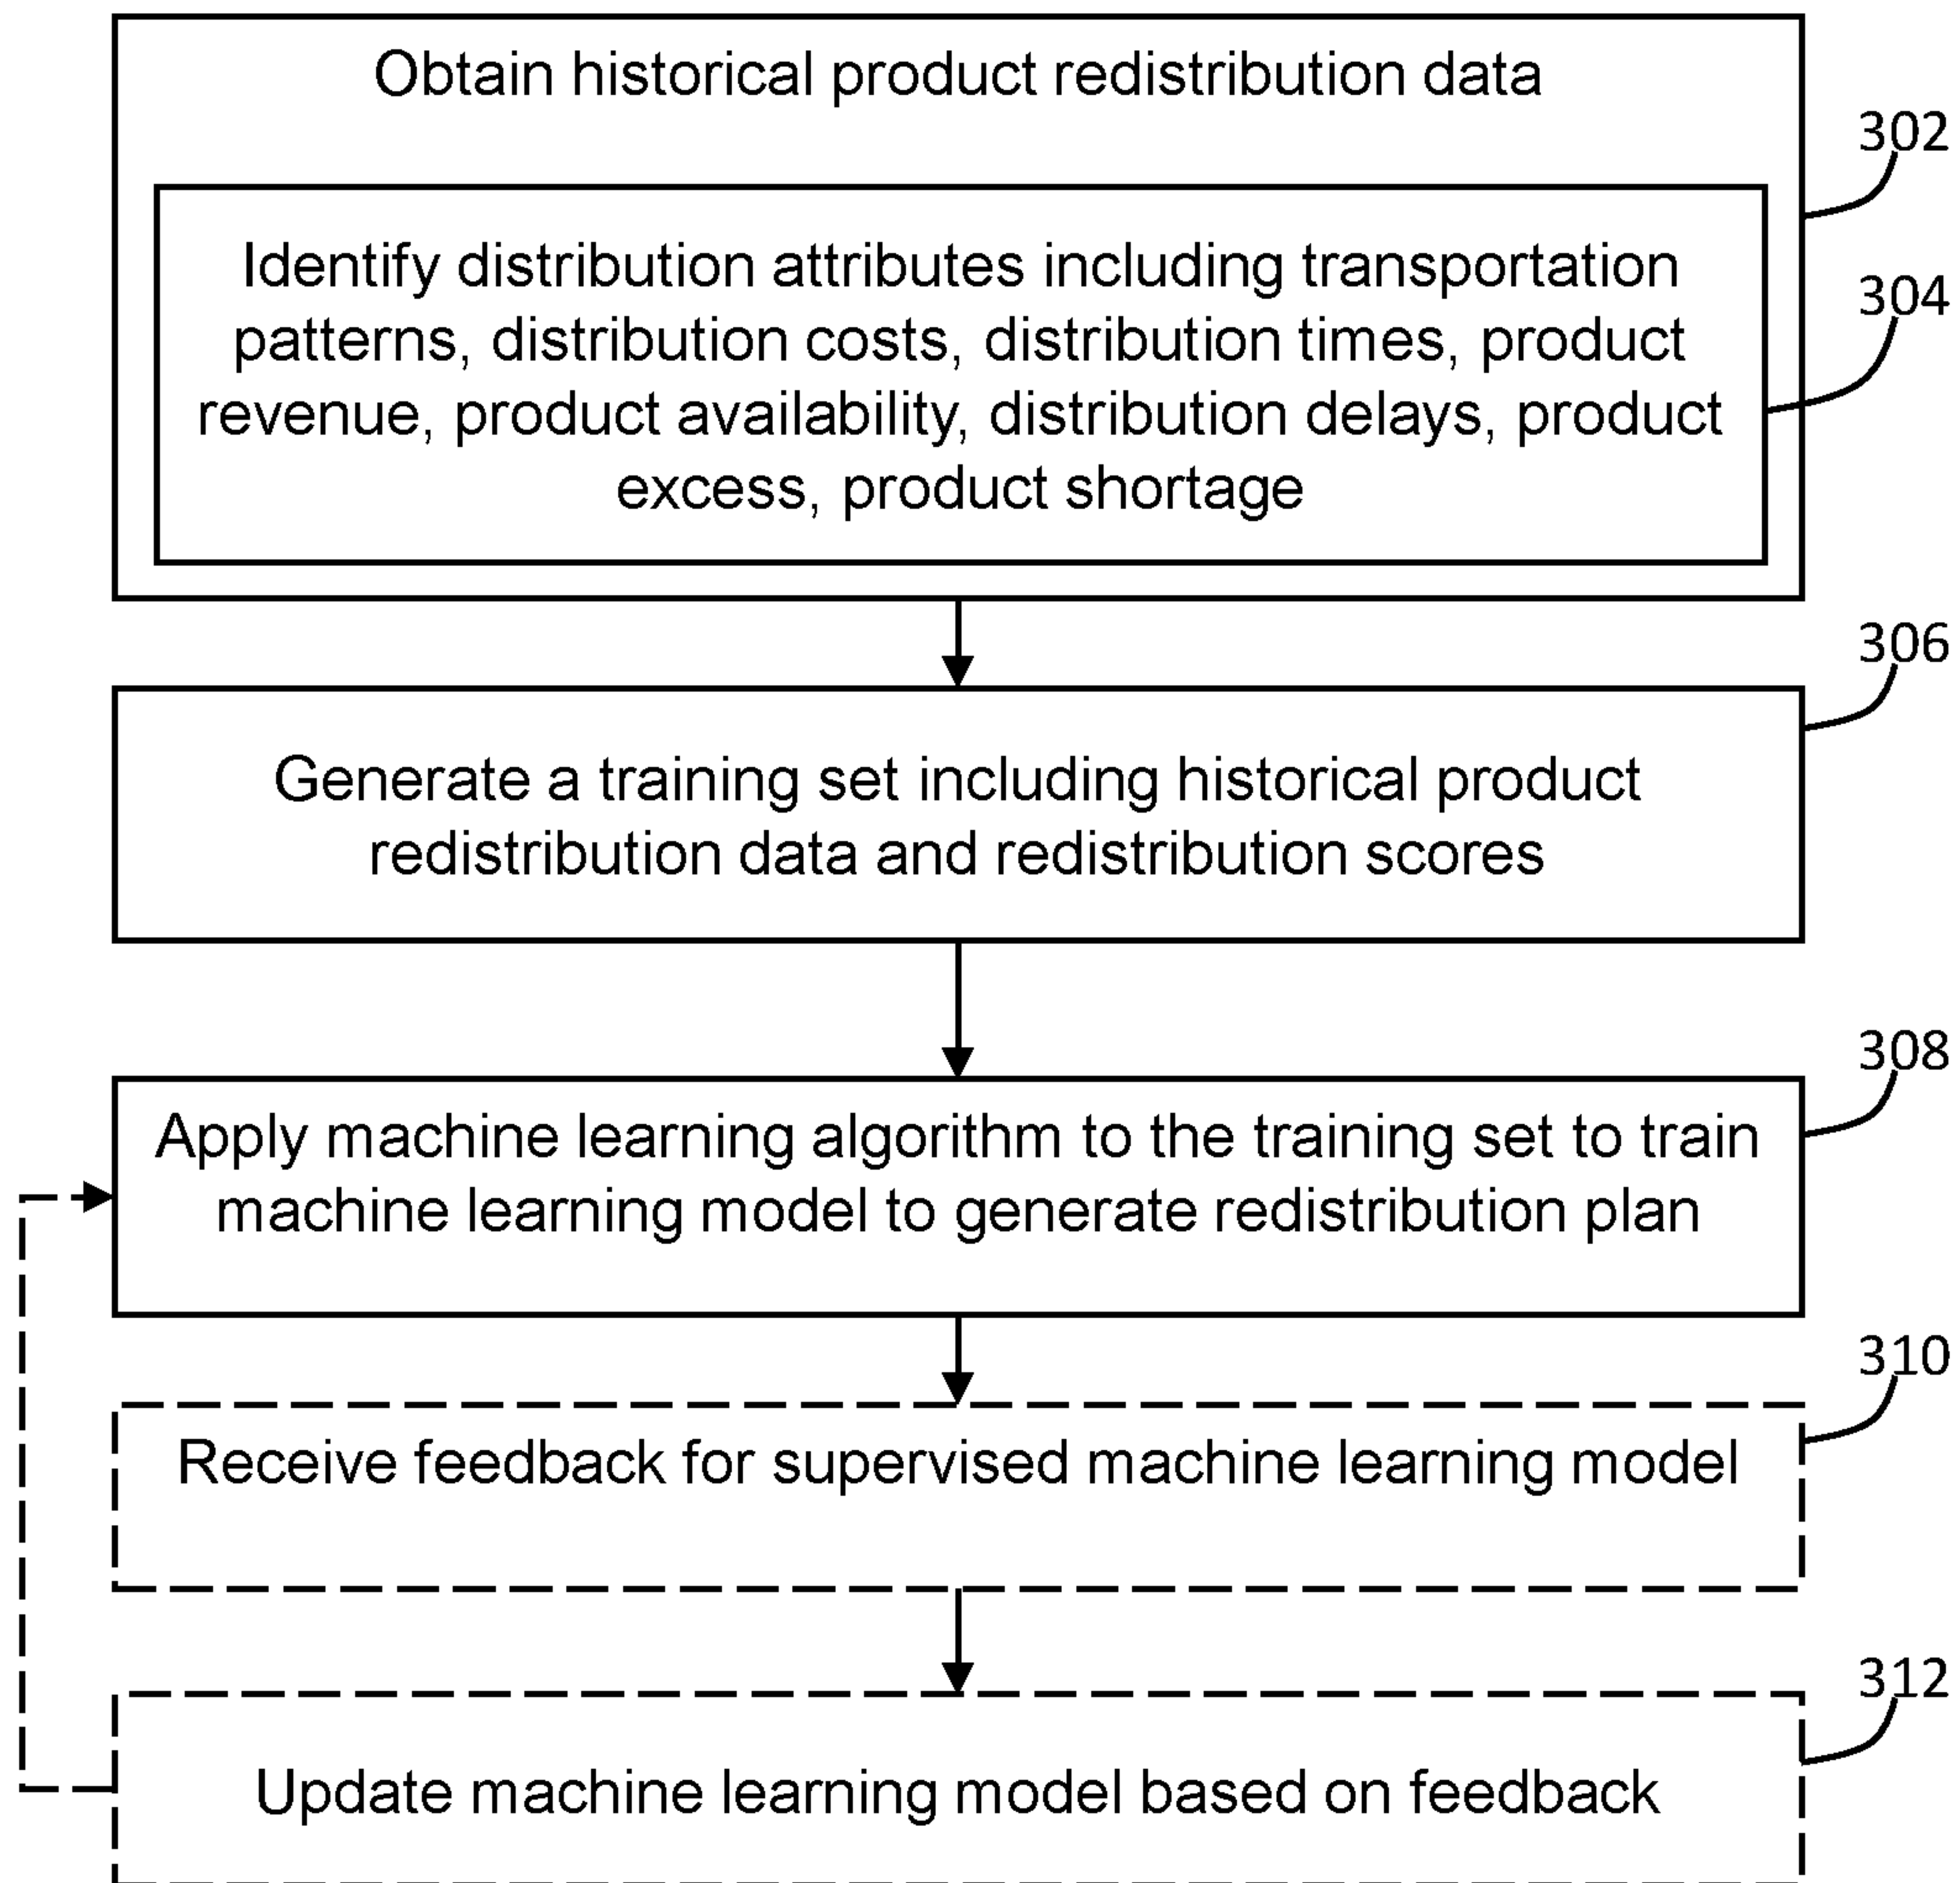 Obtain historical product redistribution data
302
Identify distribution attributes including transportation
patterns, distribution costs, distribution times, product
revenue, product availability, distribution delays, product
excess, product shortage
304
306
Generate a training set including historical product
redistribution data and redistribution scores
308
Apply machine learning algorithm to the training set to train
machine learning model to generate redistribution plan
310
Receive feedback for supervised machine learning model
312
Update machine learning model based on feedback